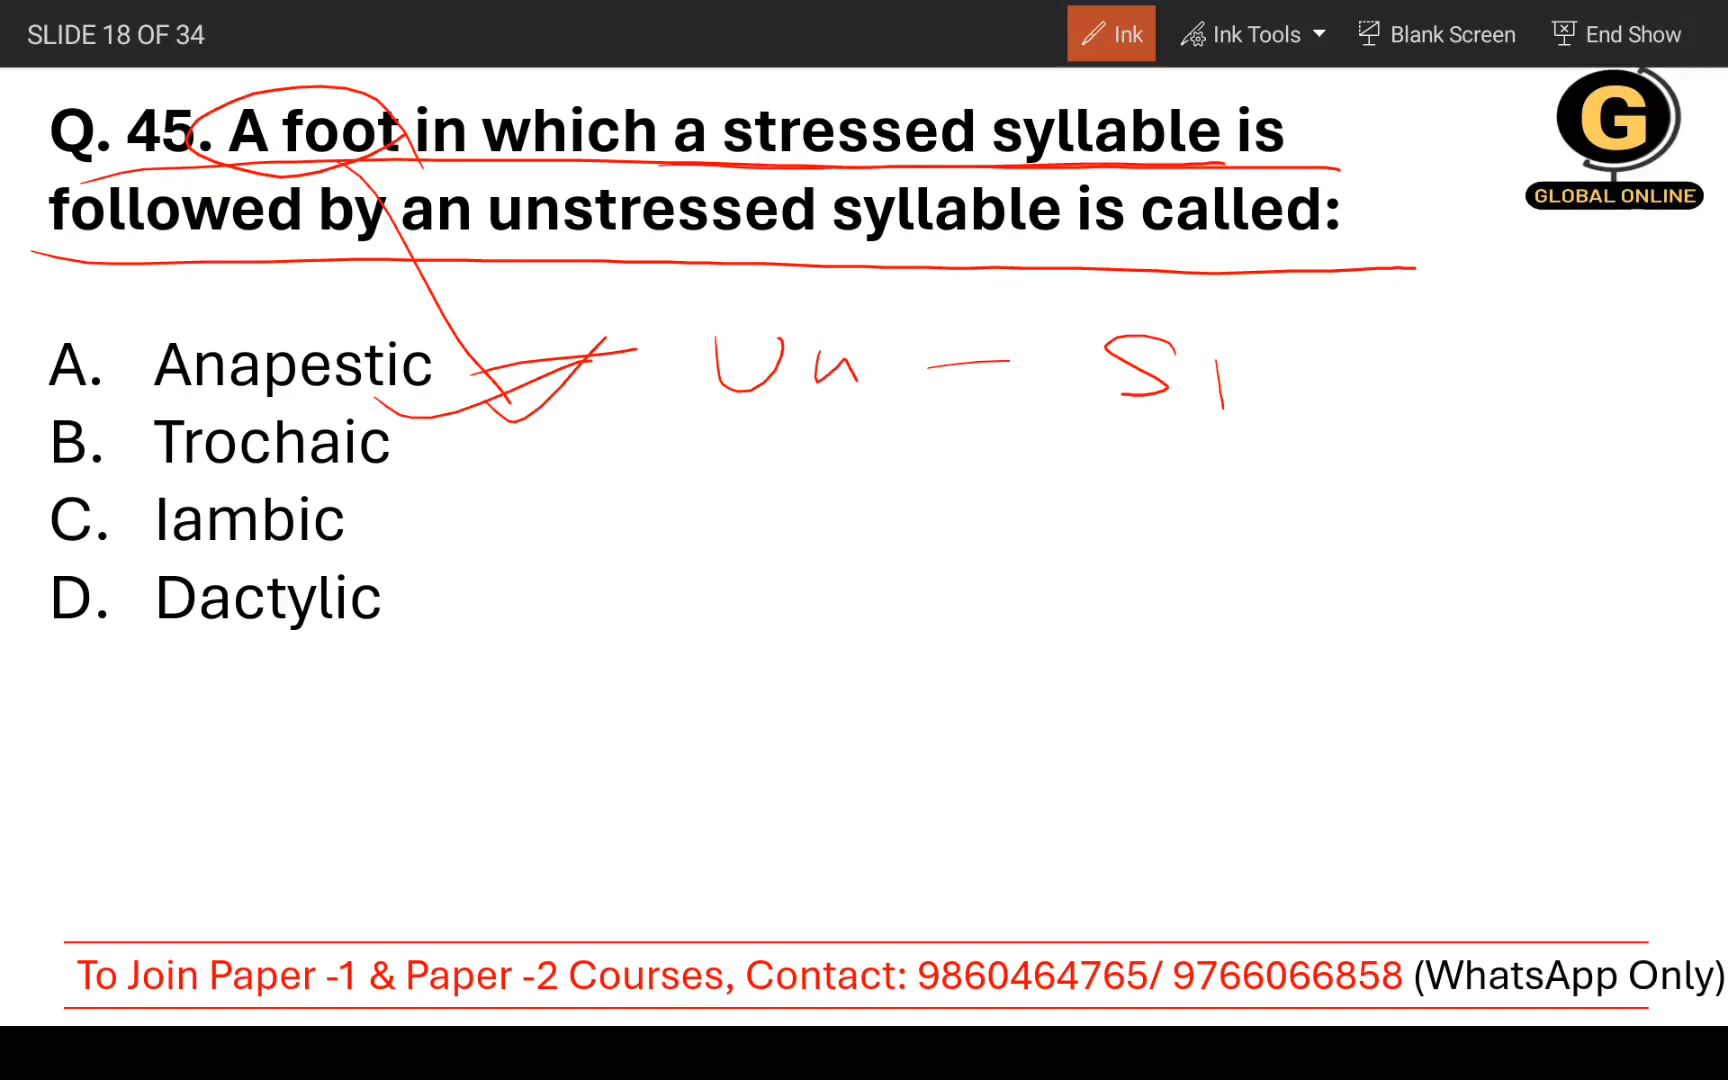 SLIDE 18 OF 34
Ink
Ink Tools
Blank Screen
End Show
G
GLOBAL ONLINE
Q. 45. A foot in which a stressed syllable is
followed by an unstressed syllable is called:
A. Anapestic
Un — S
B. Trochaic
C. Iambic
D. Dactylic
To Join Paper -1 & Paper -2 Courses, Contact: 9860464765/ 9766066858 (WhatsApp Only)